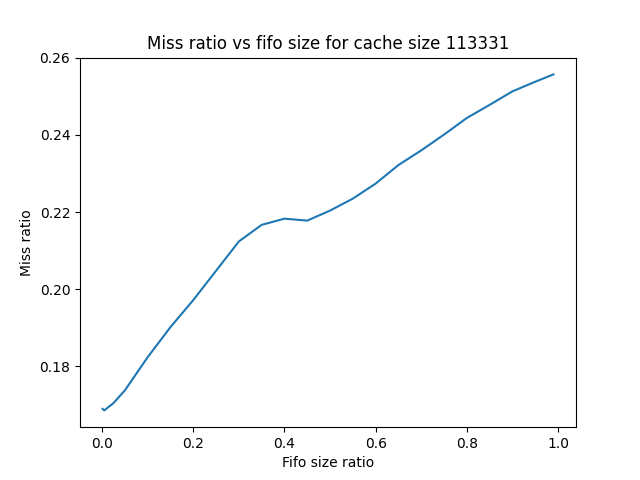 Miss ratio vs fifo size for cache size 113331
0.26
0.24
0.22
0.20
0.18
Miss ratio
0.0 0.2 0.4 0.6 0.8 1.0
Fifo size ratio